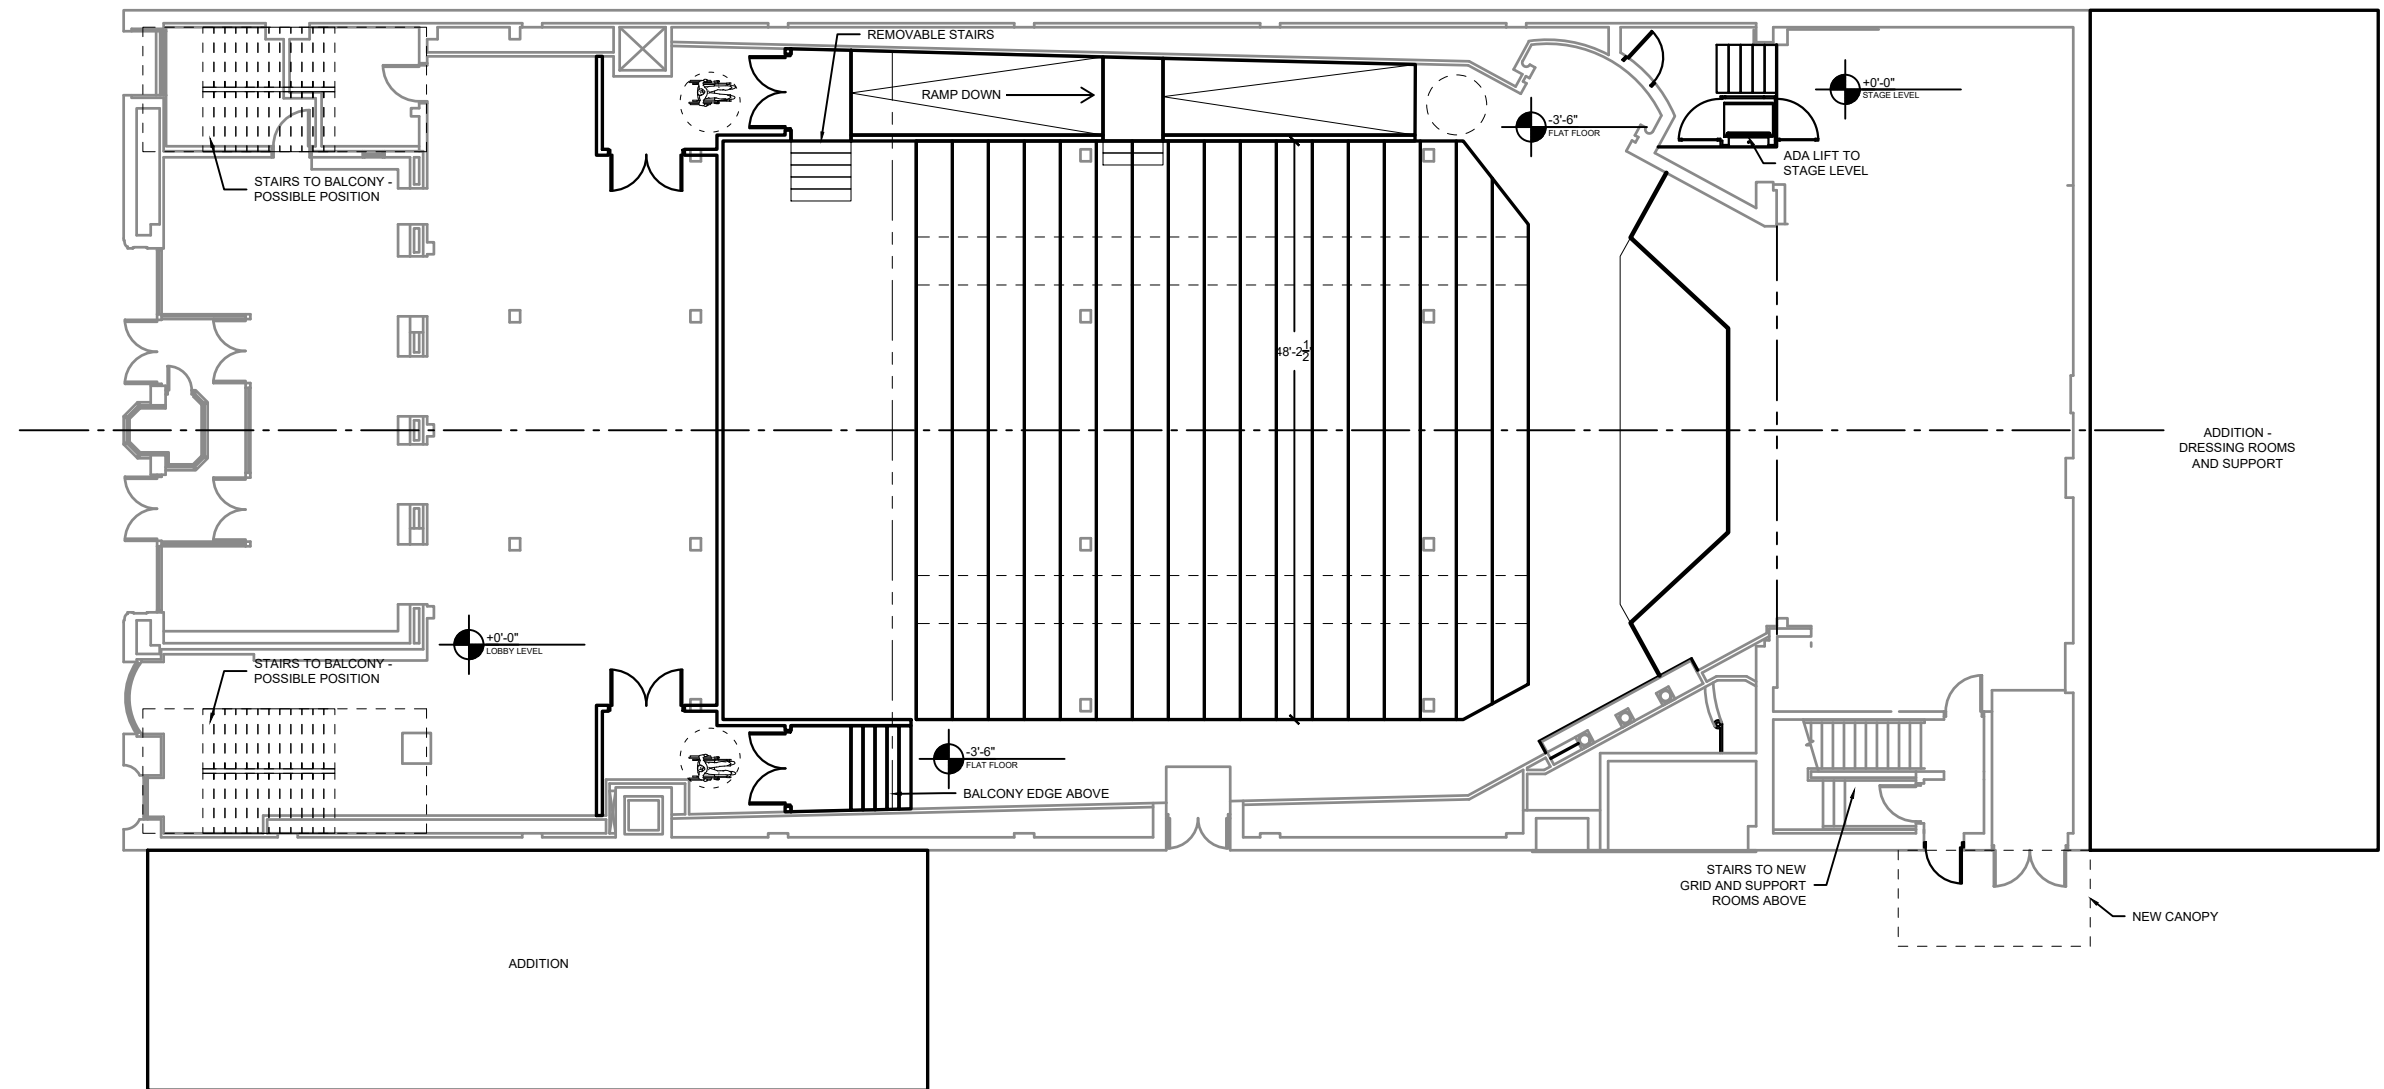 REMOVABLE STAIRS
RAMP DOWN
+0'-0"
STAGE LEVEL
-3'-6"
FLAT FLOOR
ADA LIFT TO
STAGE LEVEL
STAIRS TO BALCONY -
POSSIBLE POSITION
48'-2 1/2"
ADDITION -
DRESSING ROOMS
AND SUPPORT
+0'-0"
LOBBY LEVEL
STAIRS TO BALCONY -
POSSIBLE POSITION
-3'-6"
FLAT FLOOR
BALCONY EDGE ABOVE
STAIRS TO NEW
GRID AND SUPPORT
ROOMS ABOVE
NEW CANOPY
ADDITION